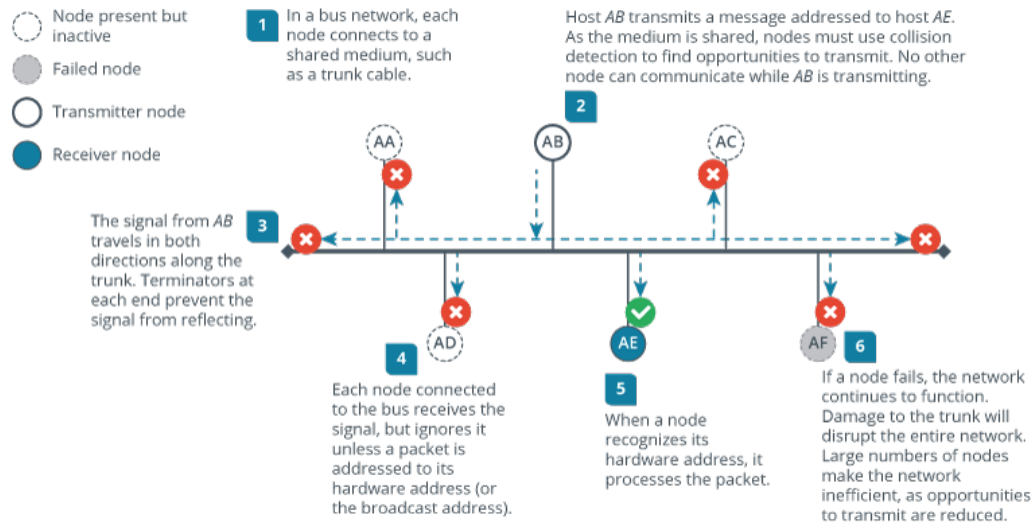 Node present but
inactive
Failed node
Transmitter node
Receiver node
1
In a bus network, each
node connects to a
shared medium, such
as a trunk cable.
Host AB transmits a message addressed to host AE.
As the medium is shared, nodes must use collision
detection to find opportunities to transmit. No other
node can communicate while AB is transmitting.
2
AA
AB
AC
3
The signal from AB
travels in both
directions along the
trunk. Terminators at
each end prevent the
signal from reflecting.
AD
AE
AF
4
Each node connected
to the bus receives the
signal, but ignores it
unless a packet is
addressed to its
hardware address (or
the broadcast address).
5
When a node
recognizes its
hardware address, it
processes the packet.
6
If a node fails, the network
continues to function.
Damage to the trunk will
disrupt the entire network.
Large numbers of nodes
make the network
inefficient, as opportunities
to transmit are reduced.